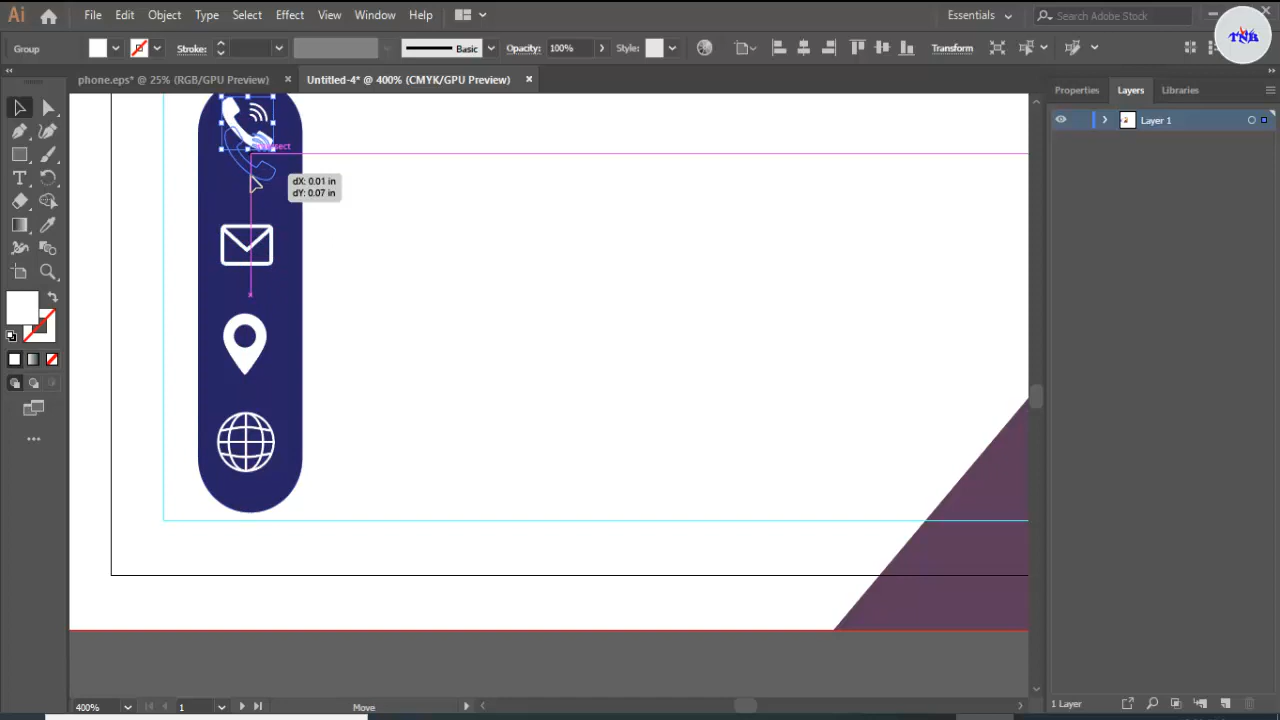 Ai File Edit Object Type Select Effect View Window Help Essentials Search Adobe Stock
TNB
Group Stroke: Basic Opacity: 100% Style: Transform
phone.eps* @ 25% (RGB/GPU Preview) × Untitled-4* @ 400% (CMYK/GPU Preview) ×
Properties Layers Libraries
Layer 1
intersect
dX: 0.01 in
dY: 0.07 in
400% 1 Move 1 Layer